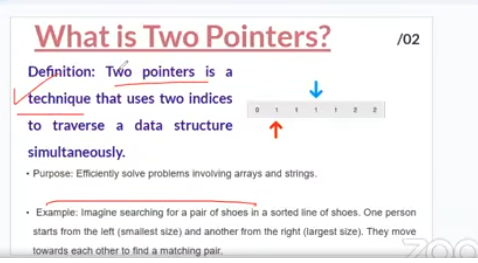 What is Two Pointers?
/02
Definition: Two pointers is a
technique that uses two indices
to traverse a data structure
simultaneously.
0 1 1 1 1 2 2
• Purpose: Efficiently solve problems involving arrays and strings.
• Example: Imagine searching for a pair of shoes in a sorted line of shoes. One person
starts from the left (smallest size) and another from the right (largest size). They move
towards each other to find a matching pair.